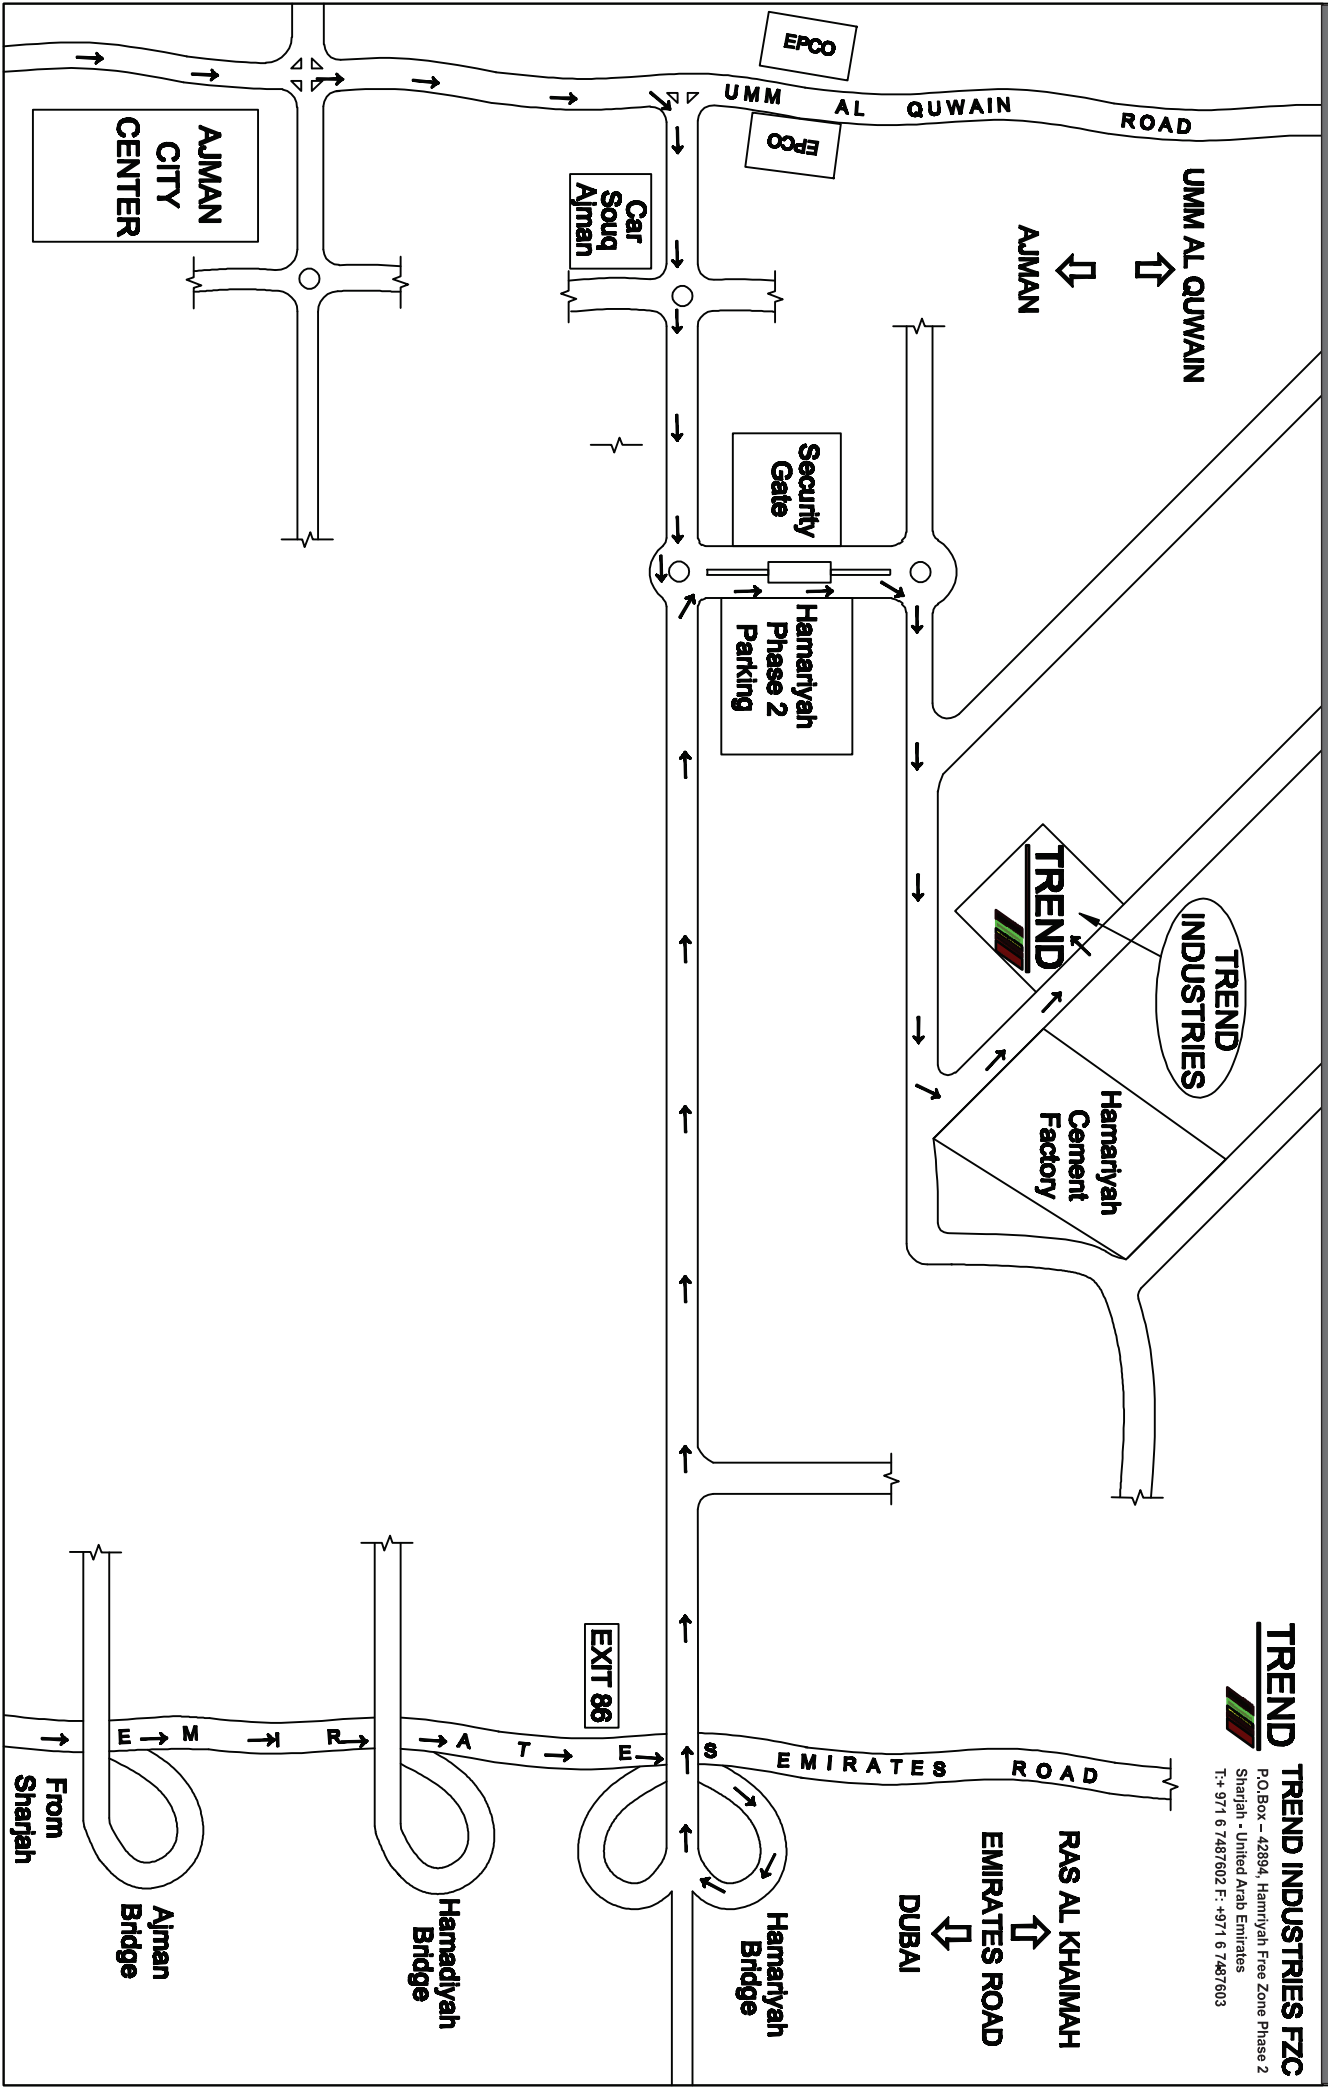 TREND
TREND INDUSTRIES FZC
P.O.Box – 42894, Hamriyah Free Zone Phase 2
Sharjah - United Arab Emirates
T:+ 971 6 7487602 F: +971 6 7487603
UMM AL QUWAIN
AJMAN
TREND
INDUSTRIES
TREND
Hamariyah
Cement
Factory
RAS AL KHAIMAH
EMIRATES ROAD
DUBAI
EPCO
EPCO
UMM AL QUWAIN ROAD
Security
Gate
Hamariyah
Phase 2
Parking
Car
Souq
Ajman
AJMAN
CITY
CENTER
EXIT 86
EMIRATES
EMIRATES ROAD
Hamariyah
Bridge
Hamadiyah
Bridge
Ajman
Bridge
From
Sharjah